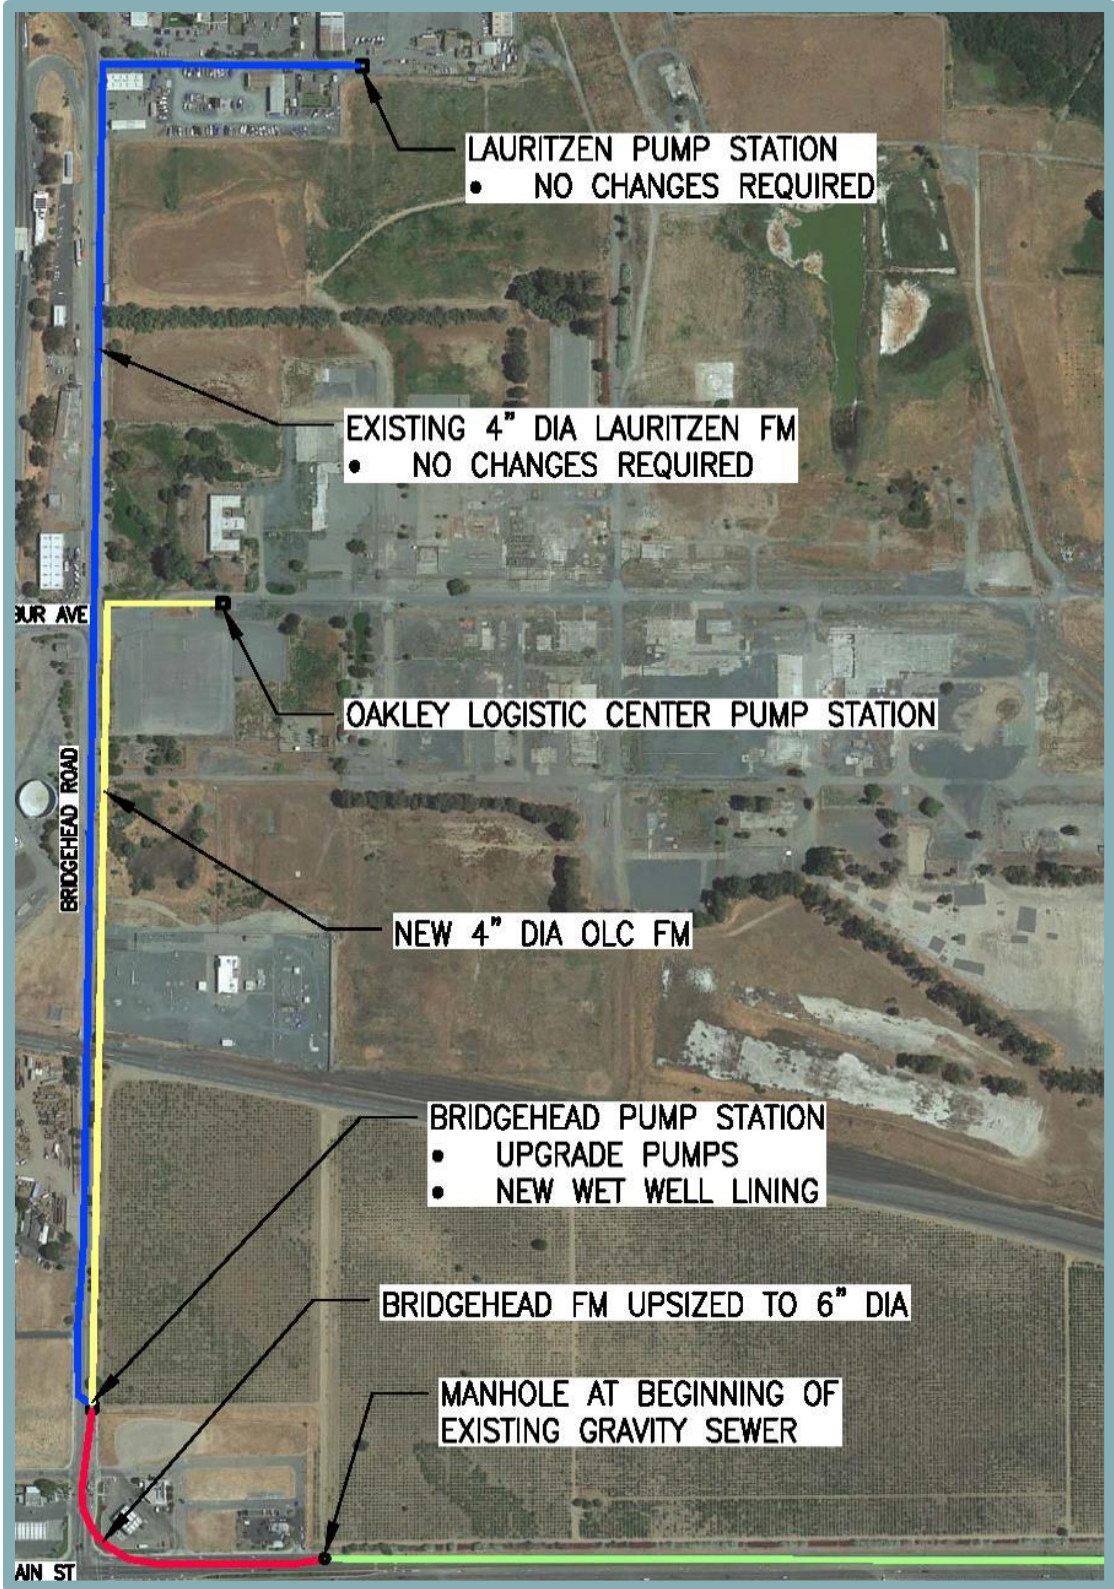 LAURITZEN PUMP STATION
• NO CHANGES REQUIRED
EXISTING 4" DIA LAURITZEN FM
• NO CHANGES REQUIRED
BUR AVE
OAKLEY LOGISTIC CENTER PUMP STATION
BRIDGEHEAD ROAD
NEW 4" DIA OLC FM
BRIDGEHEAD PUMP STATION
• UPGRADE PUMPS
• NEW WET WELL LINING
BRIDGEHEAD FM UPSIZED TO 6" DIA
MANHOLE AT BEGINNING OF
EXISTING GRAVITY SEWER
AIN ST